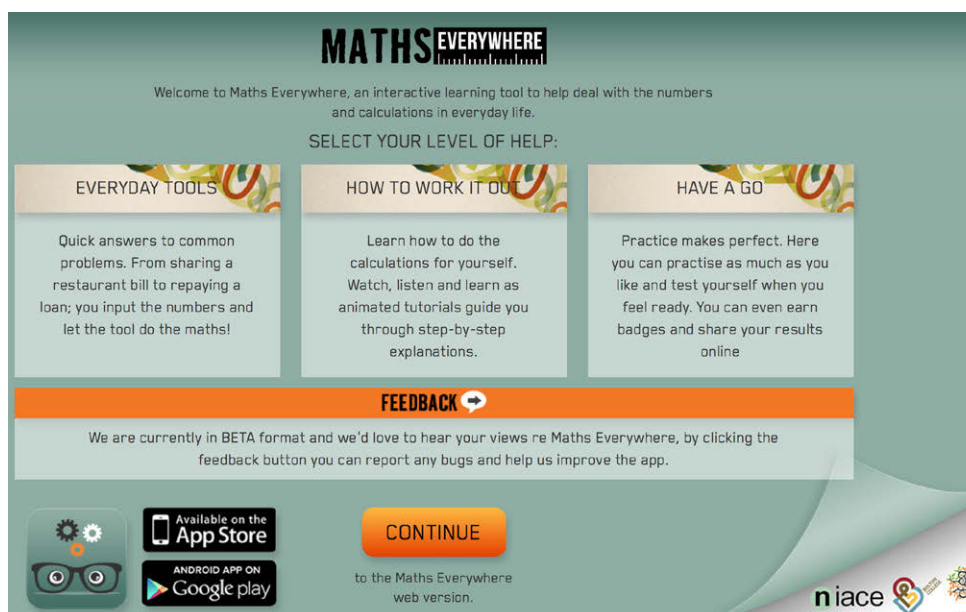 MATHS EVERYWHERE
Welcome to Maths Everywhere, an interactive learning tool to help deal with the numbers
and calculations in everyday life.
SELECT YOUR LEVEL OF HELP:
EVERYDAY TOOLS
Quick answers to common
problems. From sharing a
restaurant bill to repaying a
loan; you input the numbers and
let the tool do the maths!
HOW TO WORK IT OUT
Learn how to do the
calculations for yourself.
Watch, listen and learn as
animated tutorials guide you
through step-by-step
explanations.
HAVE A GO
Practice makes perfect. Here
you can practise as much as you
like and test yourself when you
feel ready. You can even earn
badges and share your results
online
FEEDBACK
We are currently in BETA format and we'd love to hear your views re Maths Everywhere, by clicking the
feedback button you can report any bugs and help us improve the app.
Available on the
App Store
ANDROID APP ON
Google play
CONTINUE
to the Maths Everywhere
web version.
niace